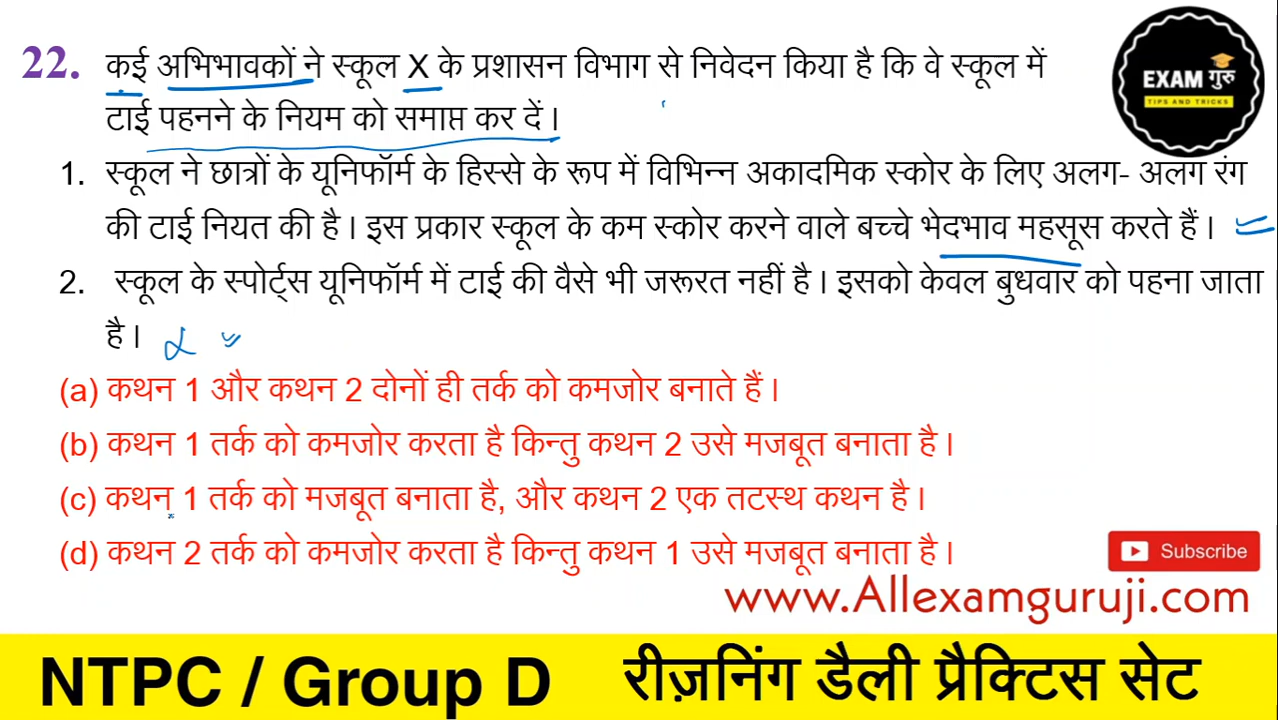 22. कई अभिभावकों ने स्कूल X के प्रशासन विभाग से निवेदन किया है कि वे स्कूल में
टाई पहनने के नियम को समाप्त कर दें।
1. स्कूल ने छात्रों के यूनिफॉर्म के हिस्से के रूप में विभिन्न अकादमिक स्कोर के लिए अलग- अलग रंग
की टाई नियत की है। इस प्रकार स्कूल के कम स्कोर करने वाले बच्चे भेदभाव महसूस करते हैं।
2. स्कूल के स्पोर्ट्स यूनिफॉर्म में टाई की वैसे भी जरूरत नहीं है। इसको केवल बुधवार को पहना जाता
है।
(a) कथन 1 और कथन 2 दोनों ही तर्क को कमजोर बनाते हैं।
(b) कथन 1 तर्क को कमजोर करता है किन्तु कथन 2 उसे मजबूत बनाता है।
(c) कथन 1 तर्क को मजबूत बनाता है, और कथन 2 एक तटस्थ कथन है।
(d) कथन 2 तर्क को कमजोर करता है किन्तु कथन 1 उसे मजबूत बनाता है।
EXAM गुरु
TIPS AND TRICKS
Subscribe
www.Allexamguruji.com
NTPC / Group D रीज़निंग डैली प्रैक्टिस सेट